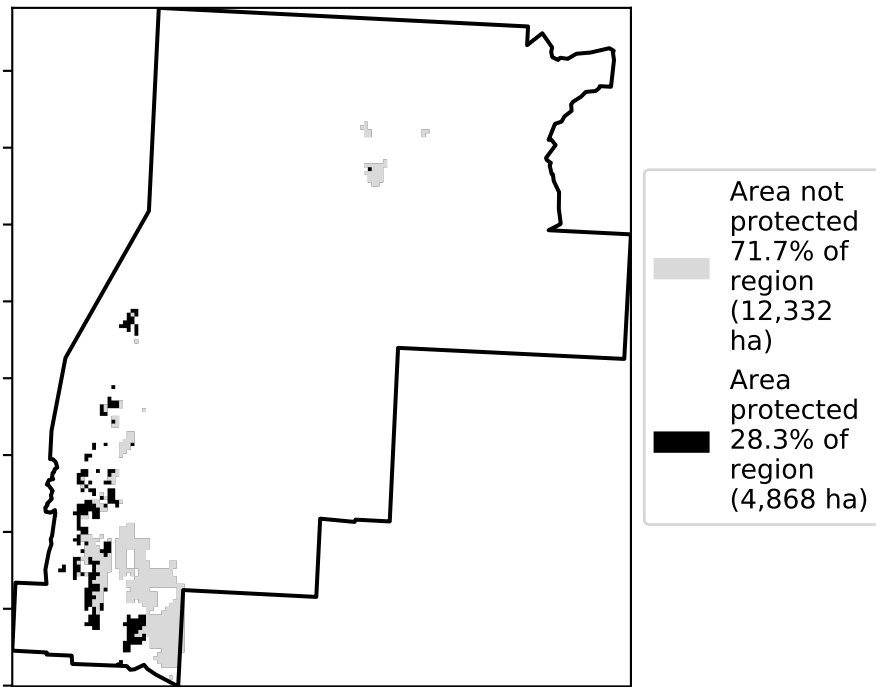 Area not
protected
71.7% of
region
(12,332
ha)
Area
protected
28.3% of
region
(4,868 ha)